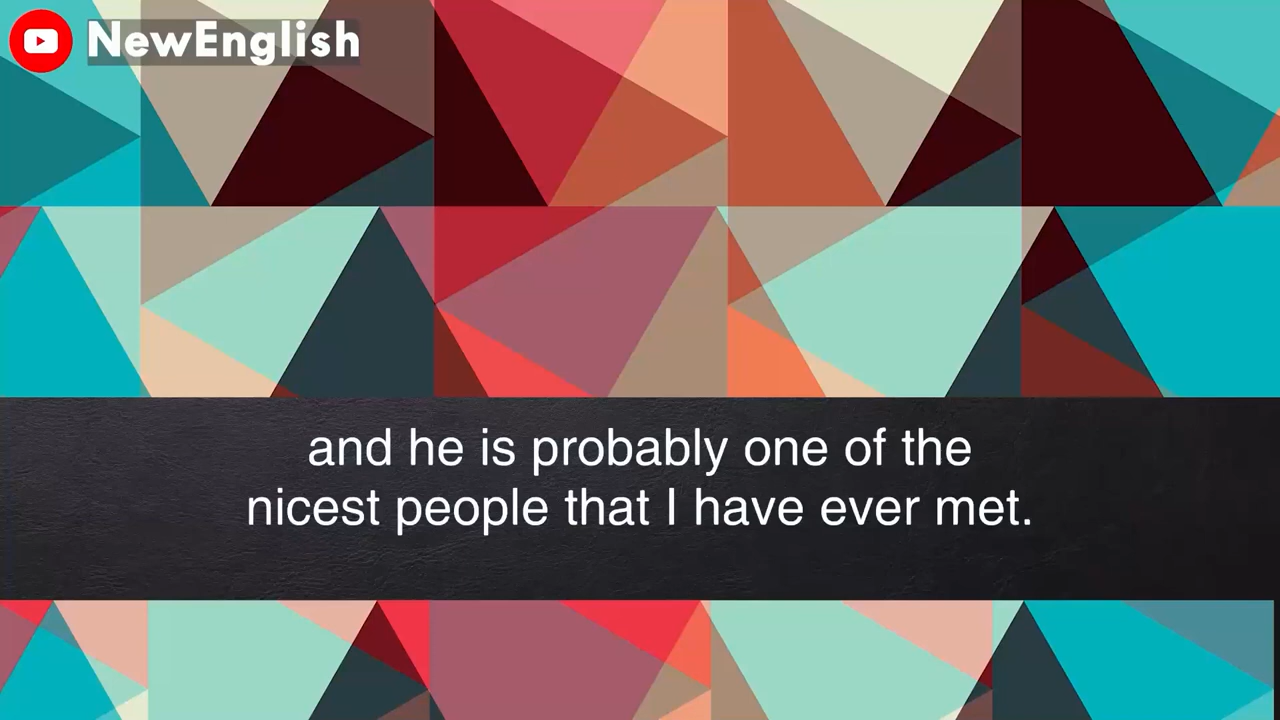 NewEnglish
and he is probably one of the
nicest people that I have ever met.